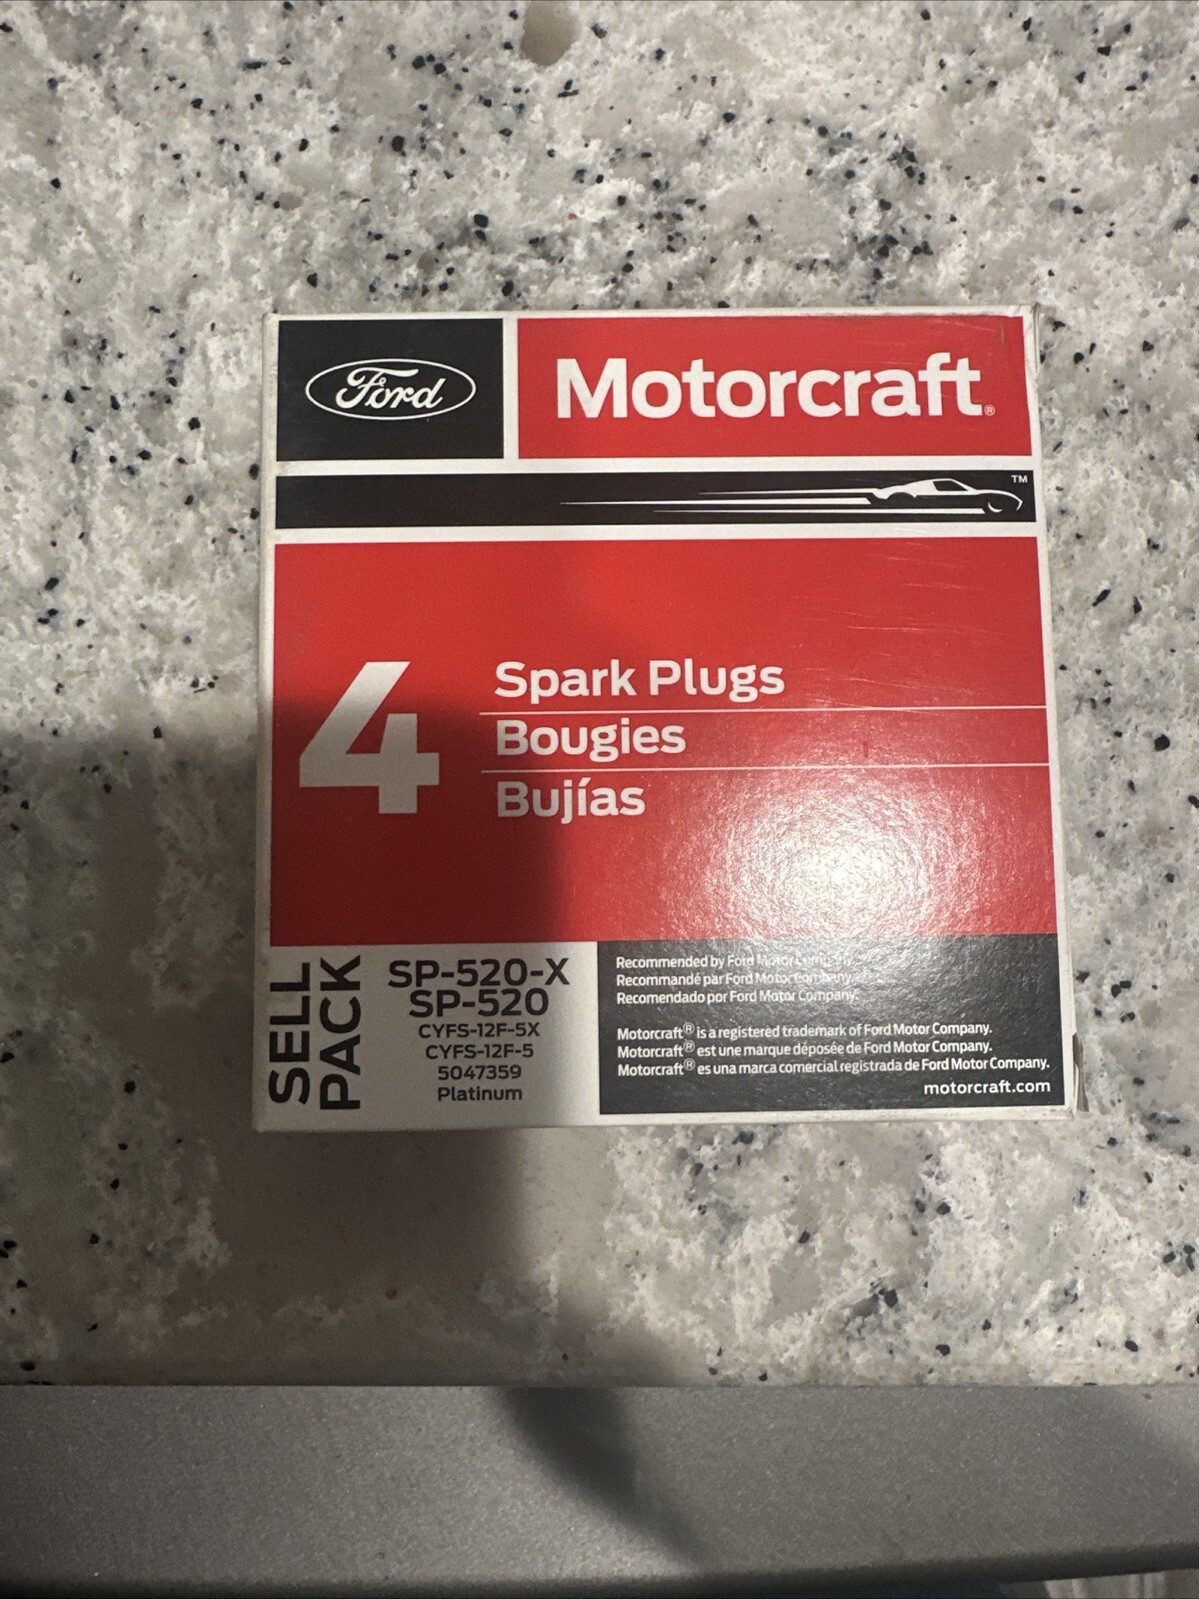 Ford
Motorcraft®
TM
4
Spark Plugs
Bougies
Bujías
SELL
PACK
SP-520-X
SP-520
CYFS-12F-5X
CYFS-12F-5
5047359
Platinum
Recommended by Ford Motor Company.
Recommandé par Ford Motor Company.
Recomendado por Ford Motor Company.
Motorcraft® is a registered trademark of Ford Motor Company.
Motorcraft® est une marque déposée de Ford Motor Company.
Motorcraft® es una marca comercial registrada de Ford Motor Company.
motorcraft.com